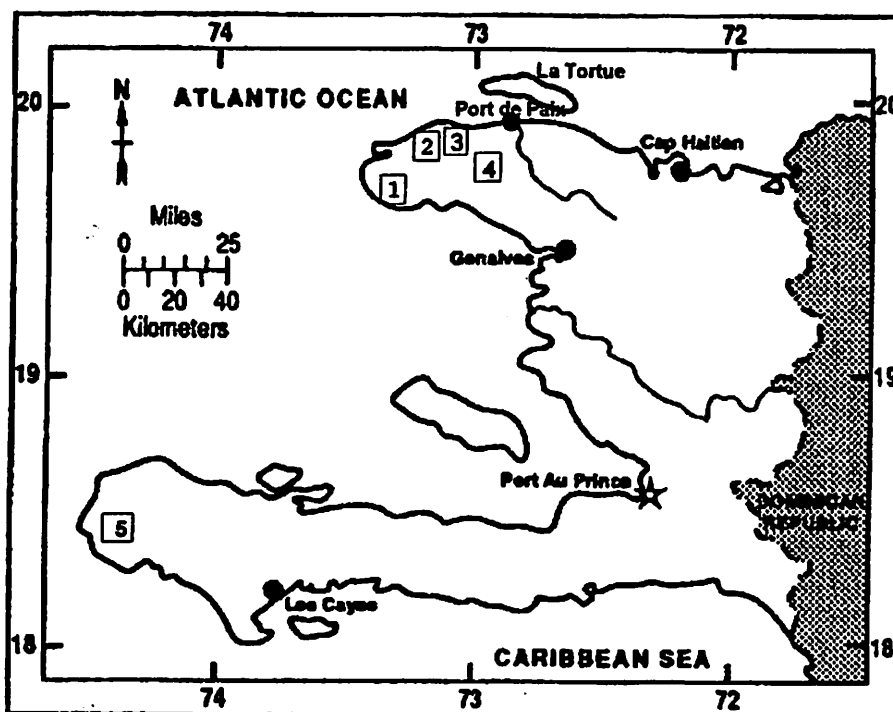 74 73 72
La Tortue
N
20 ATLANTIC OCEAN 20
Port de Paix
2 3 Cap Haitien
4
1
Miles
0 25
Gonaives
0 20 40
Kilometers
19 19
Port Au Prince
DOMINICAN
5 REPUBLIC
Les Cayes
18 18
CARIBBEAN SEA
74 73 72